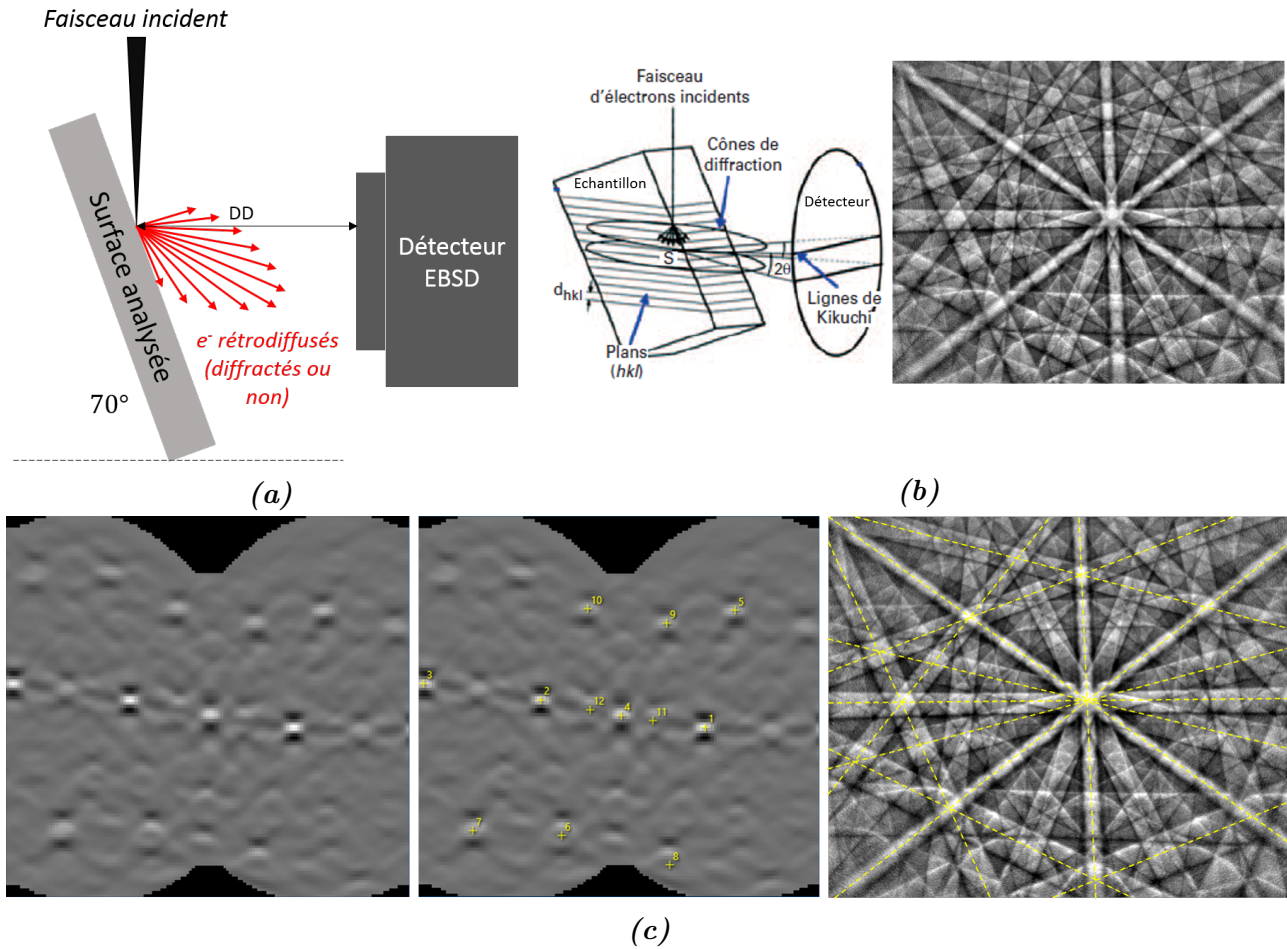 Faisceau incident
DD
Surface analysée
Détecteur
EBSD
e⁻ rétrodiffusés
(diffractés ou
non)
70°
(a)
Faisceau
d'électrons incidents
Cônes de
diffraction
Echantillon
Détecteur
S
2θ
d_hkl
Lignes de
Kikuchi
Plans
(hkl)
(b)
10
9
5
3
2
12
4
11
1
7
6
8
(c)